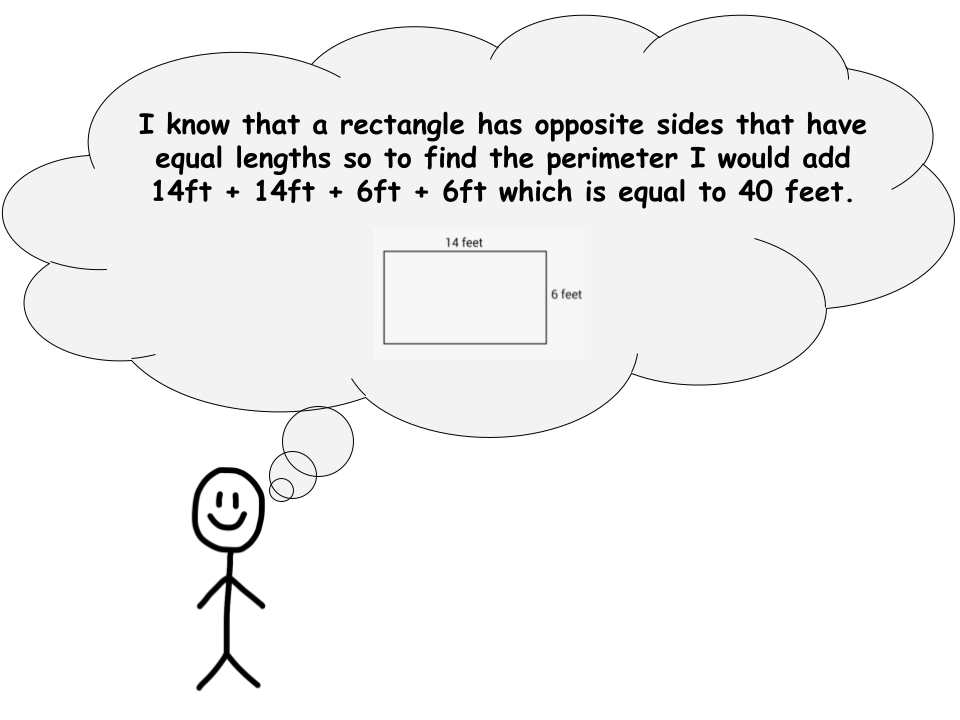 I know that a rectangle has opposite sides that have
equal lengths so to find the perimeter I would add
14ft + 14ft + 6ft + 6ft which is equal to 40 feet.
14 feet
6 feet